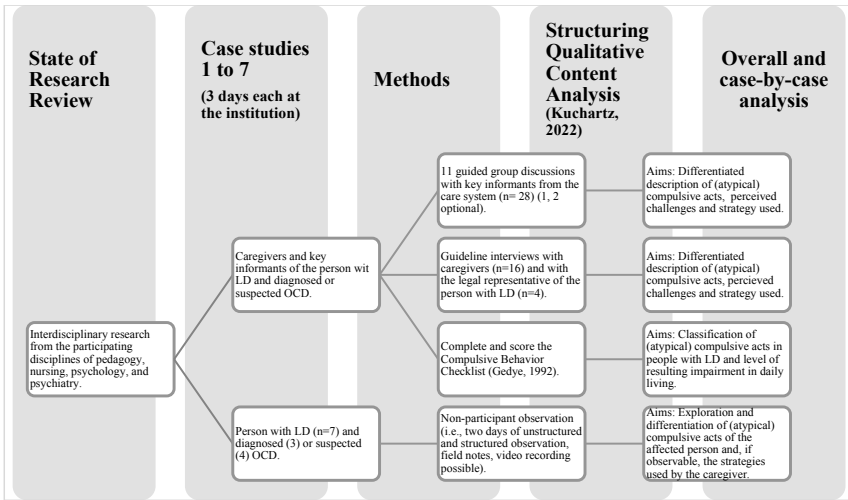 State of
Research
Review
Case studies
1 to 7
(3 days each at
the institution)
Methods
Structuring
Qualitative
Content
Analysis
(Kuchartz,
2022)
Overall and
case-by-case
analysis
Interdisciplinary research
from the participating
disciplines of pedagogy,
nursing, psychology, and
psychiatry.
Caregivers and key
informants of the person wit
LD and diagnosed or
suspected OCD.
Person with LD (n=7) and
diagnosed (3) or suspected
(4) OCD.
11 guided group discussions
with key informants from the
care system (n= 28) (1, 2
optional).
Guideline interviews with
caregivers (n=16) and with
the legal representative of the
person with LD (n=4).
Complete and score the
Compulsive Behavior
Checklist (Gedye, 1992).
Non-participant observation
(i.e., two days of unstructured
and structured observation,
field notes, video recording
possible).
Aims: Differentiated
description of (atypical)
compulsive acts, perceived
challenges and strategy used.
Aims: Differentiated
description of (atypical)
compulsive acts, percieved
challenges and strategy used.
Aims: Classification of
(atypical) compulsive acts in
people with LD and level of
resulting impairment in daily
living.
Aims: Exploration and
differentiation of (atypical)
compulsive acts of the
affected person and, if
observable, the strategies
used by the caregiver.